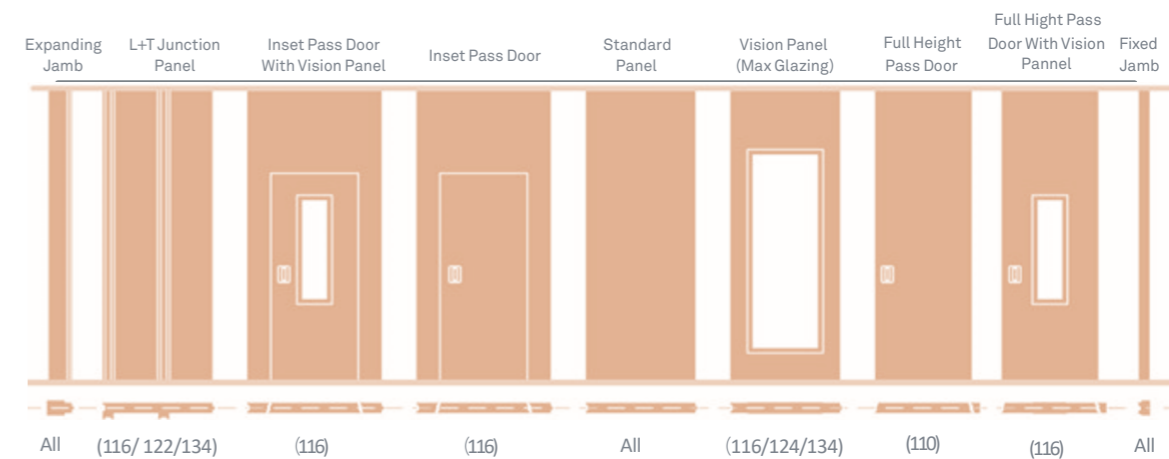 Expanding
Jamb
L+T Junction
Panel
Inset Pass Door
With Vision Panel
Inset Pass Door
Standard
Panel
Vision Panel
(Max Glazing)
Full Height
Pass Door
Full Hight Pass
Door With Vision
Pannel
Fixed
Jamb
All
(116/ 122/134)
(116)
(116)
All
(116/124/134)
(110)
(116)
All